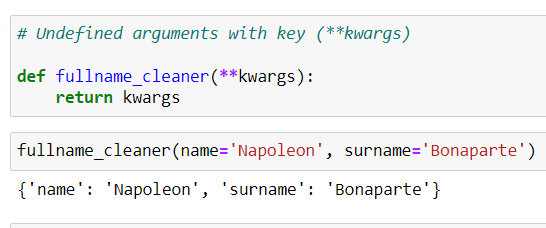 # Undefined arguments with key (**kwargs)
def fullname_cleaner(**kwargs):
    return kwargs
fullname_cleaner(name='Napoleon', surname='Bonaparte')
{'name': 'Napoleon', 'surname': 'Bonaparte'}